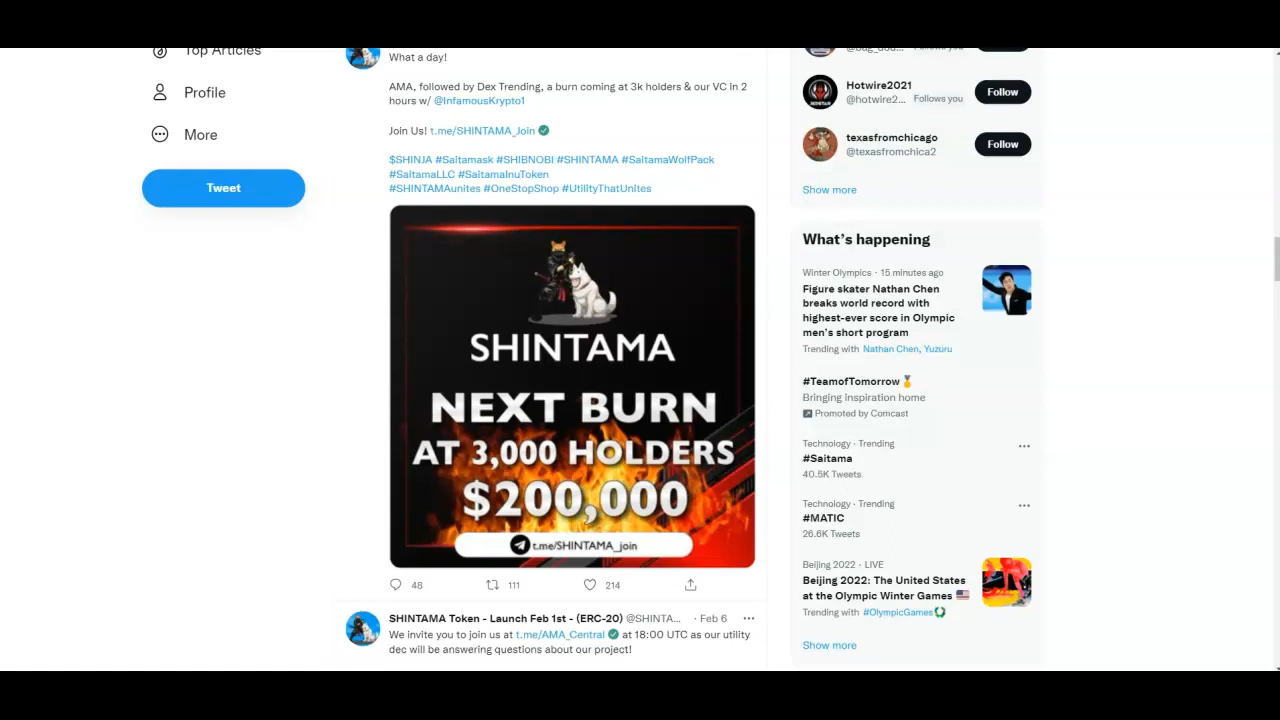 Top Articles
Profile
More
Tweet
What a day!
AMA, followed by Dex Trending, a burn coming at 3k holders & our VC in 2
hours w/ @InfamousKrypto1
Join Us! t.me/SHINTAMA_Join
$SHINJA #Saitamask #SHIBNOBI #SHINTAMA #SaitamaWolfPack
#SaitamaLLC #SaitamaInuToken
#SHINTAMAunites #OneStopShop #UtilityThatUnites
SHINTAMA
NEXT BURN
AT 3,000 HOLDERS
$200,000
t.me/SHINTAMA_join
48 111 214
SHINTAMA Token - Launch Feb 1st - (ERC-20) @SHINTA... · Feb 6
We invite you to join us at t.me/AMA_Central at 18:00 UTC as our utility
dec will be answering questions about our project!
Follows you
Hotwire2021
@hotwire2... Follows you
Follow
texasfromchicago
@texasfromchica2
Follow
Show more
What's happening
Winter Olympics · 15 minutes ago
Figure skater Nathan Chen
breaks world record with
highest-ever score in Olympic
men's short program
Trending with Nathan Chen, Yuzuru
#TeamofTomorrow
Bringing inspiration home
Promoted by Comcast
Technology · Trending
#Saitama
40.5K Tweets
Technology · Trending
#MATIC
26.6K Tweets
Beijing 2022 · LIVE
Beijing 2022: The United States
at the Olympic Winter Games
Trending with #OlympicGames
Show more